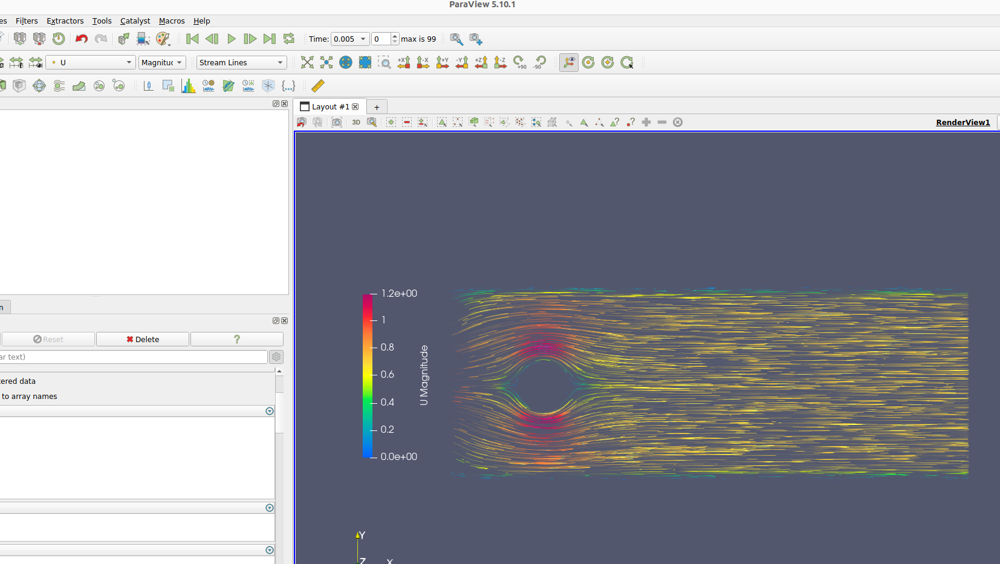 ParaView 5.10.1
es Filters Extractors Tools Catalyst Macros Help
Time: 0.005 0 max is 99
U Magnituc Stream Lines
+X -X +Y -Y +Z -Z +90 -90
Layout #1 +
3D
RenderView1
n
Reset Delete ?
ar text)
tered data
to array names
1.2e+00
1
0.8
0.6
0.4
0.2
0.0e+00
U Magnitude
Y
Z X